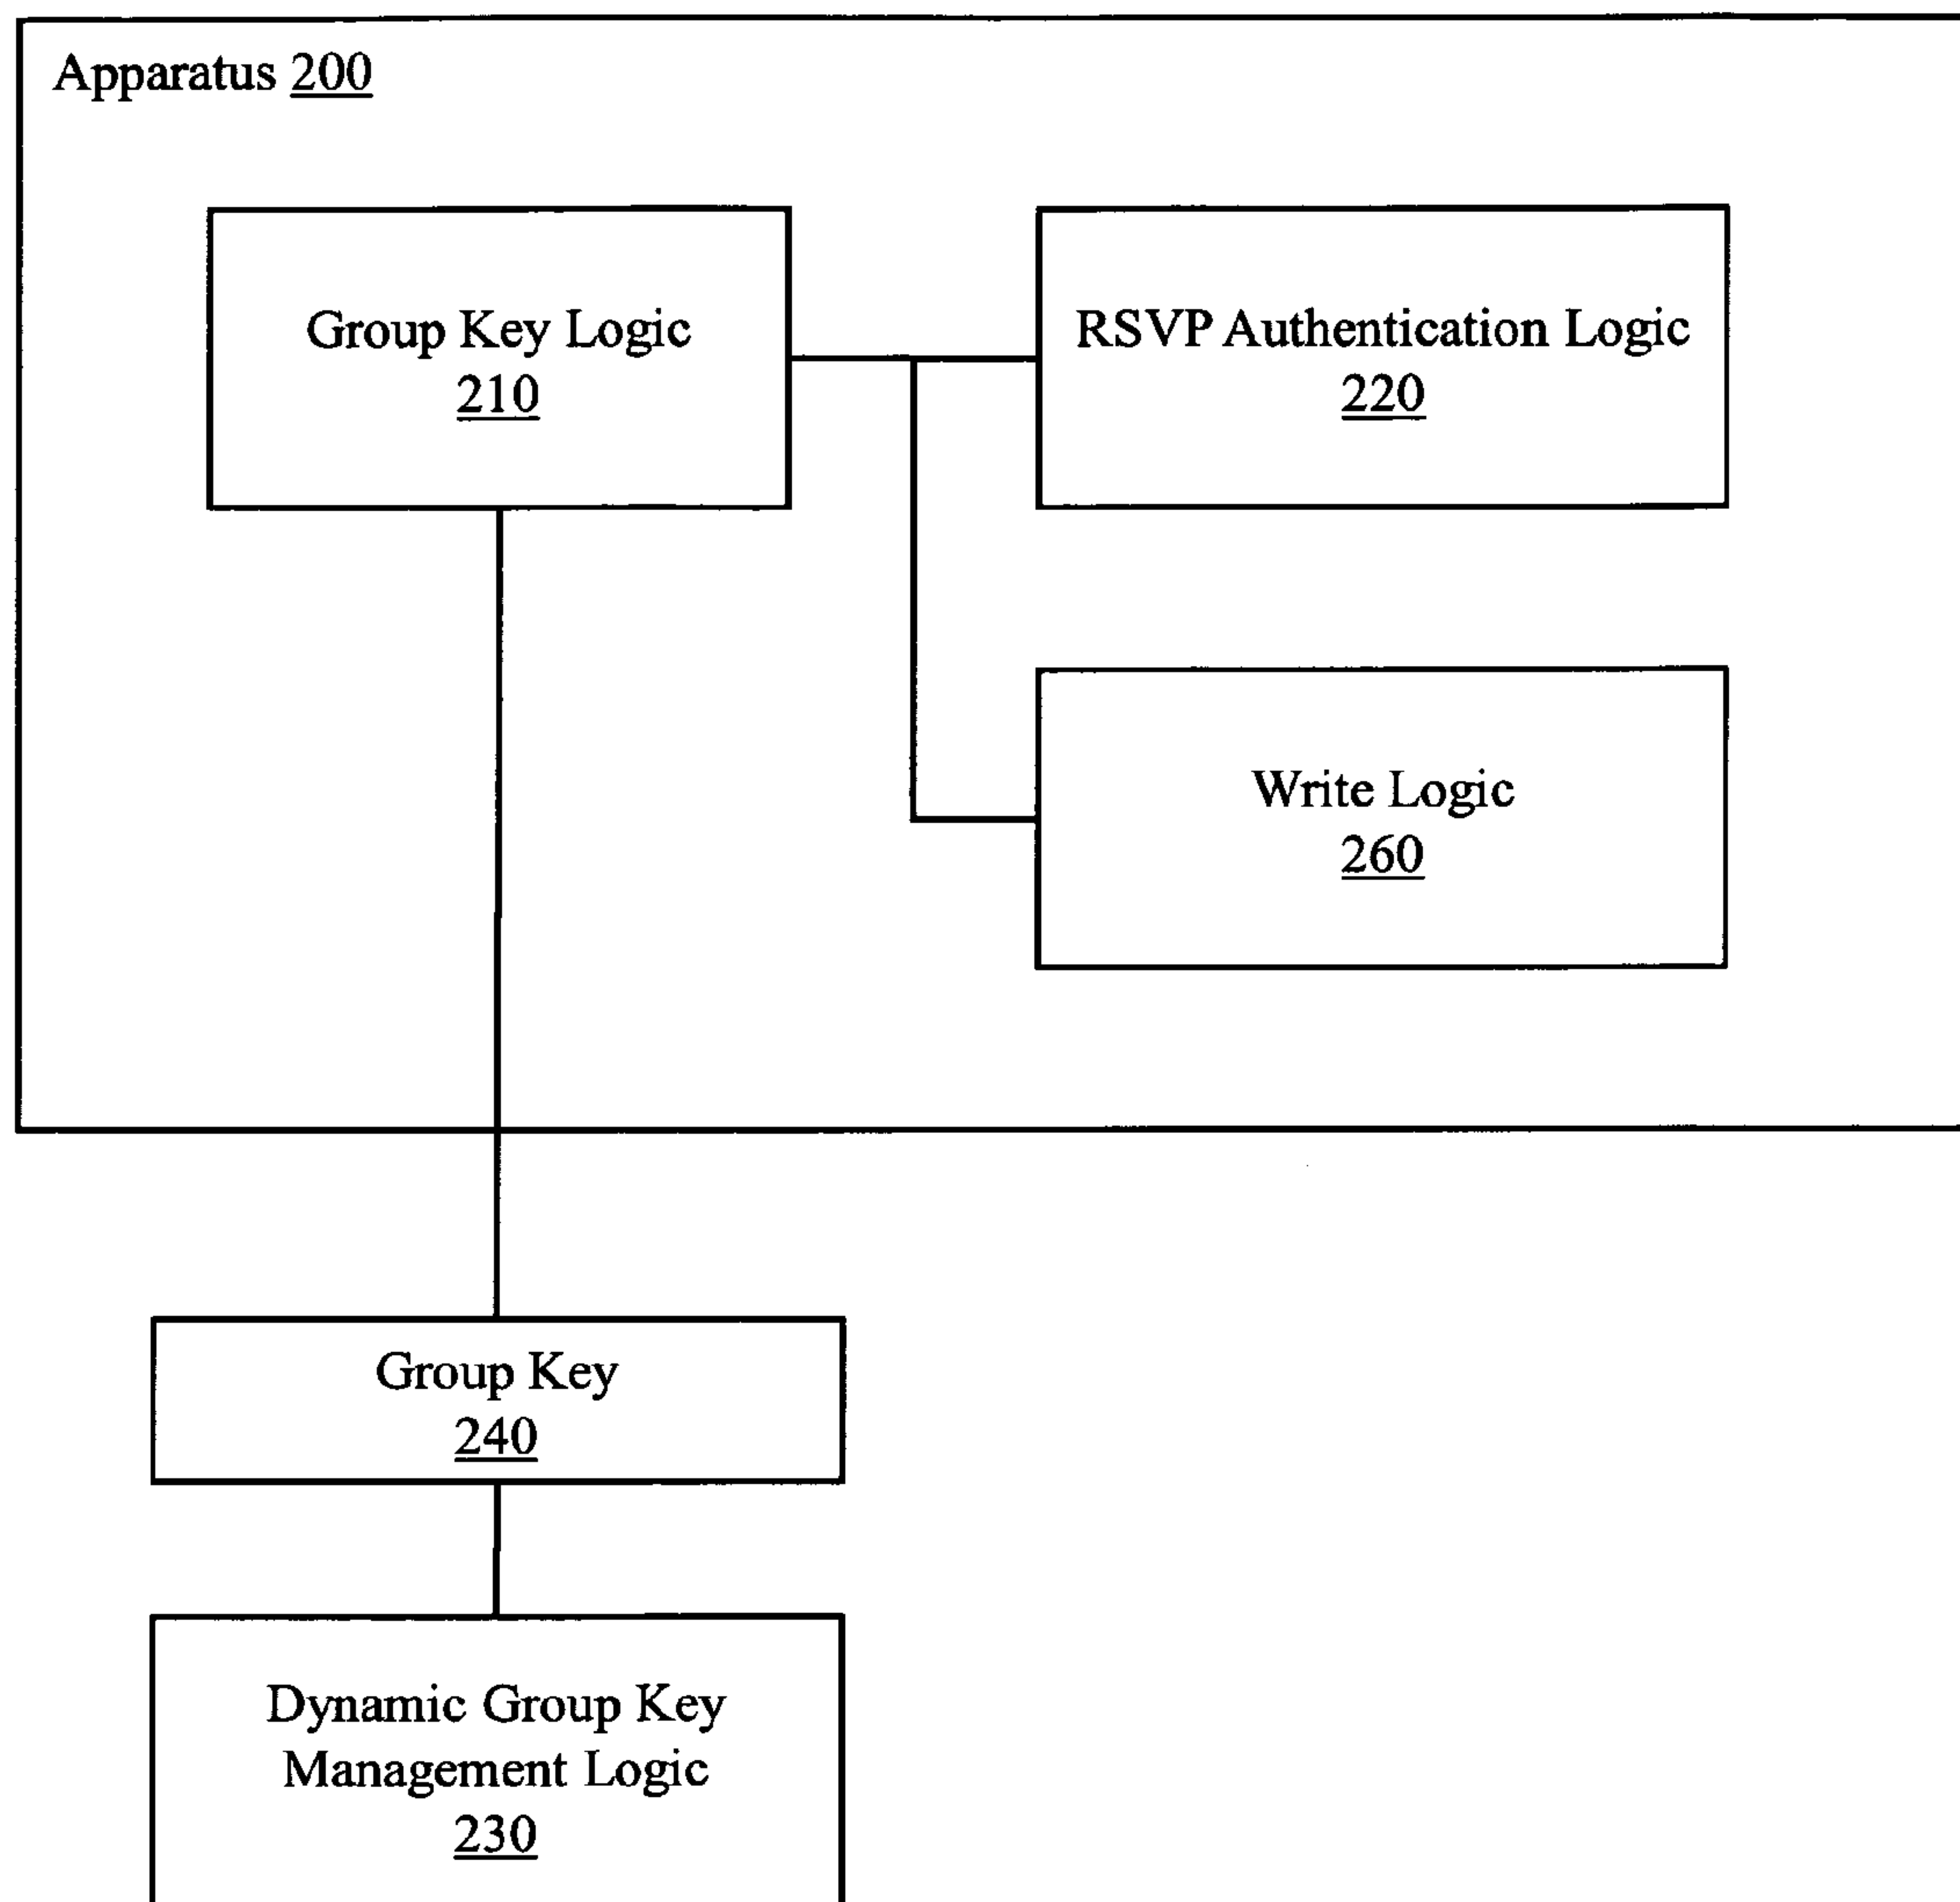 Apparatus 200
Group Key Logic
210
RSVP Authentication Logic
220
Write Logic
260
Group Key
240
Dynamic Group Key
Management Logic
230